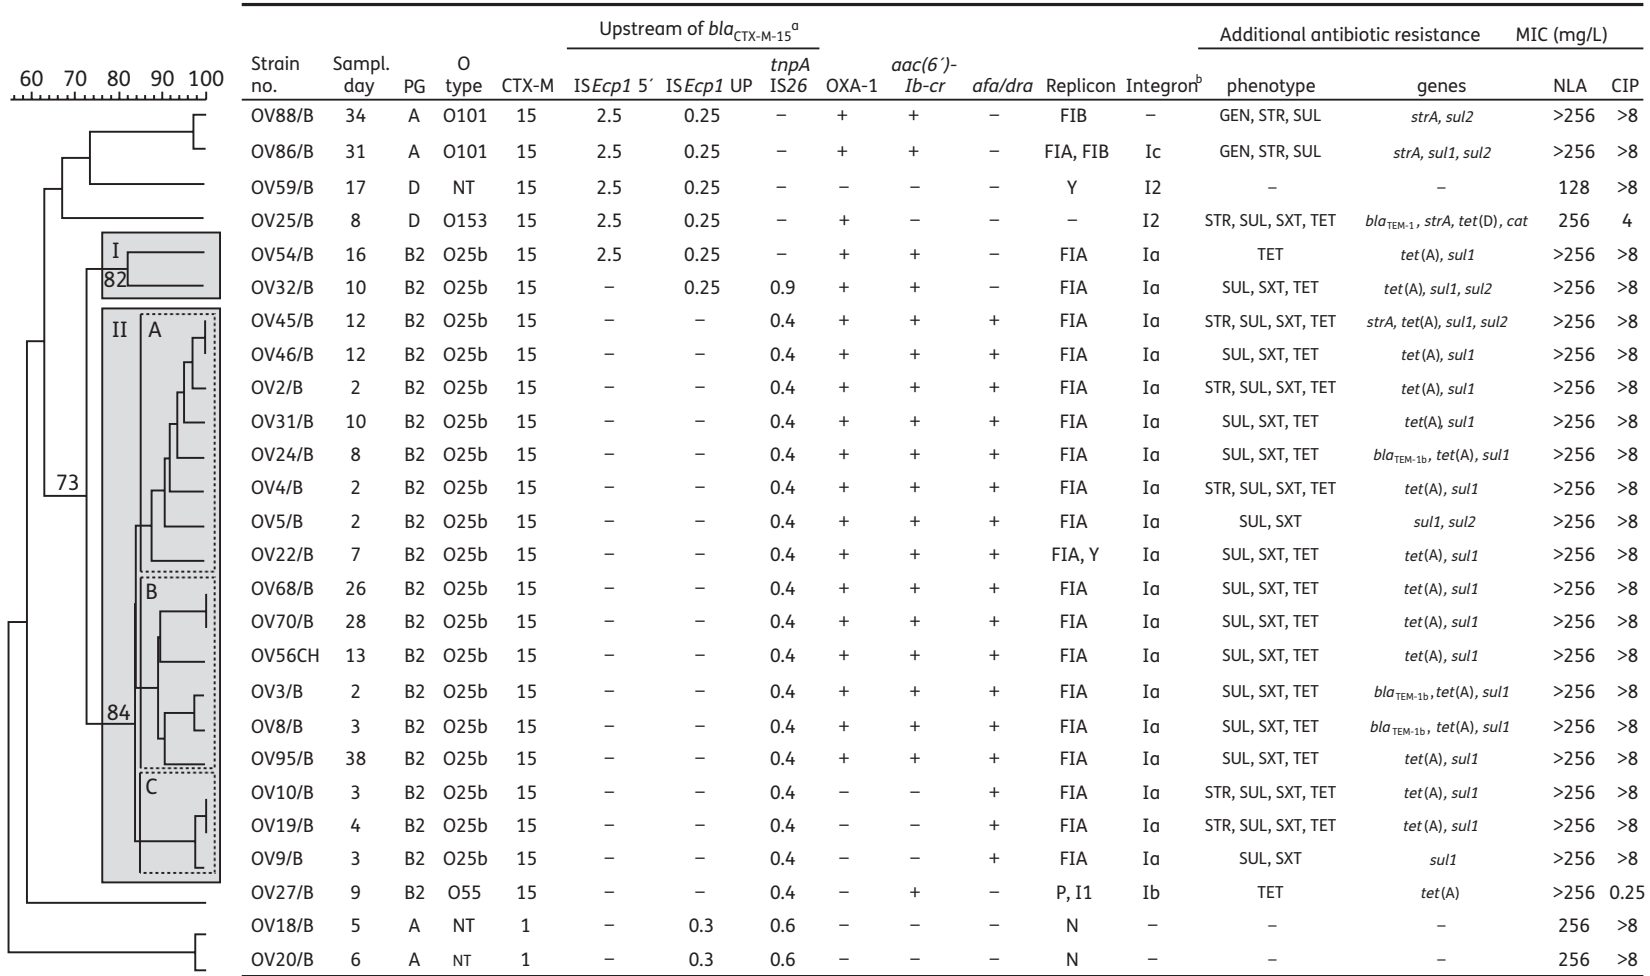 Upstream of blaCTX-M-15a Additional antibiotic resistance MIC (mg/L)
60 70 80 90 100 Strain no. Sampl. day PG O type CTX-M ISEcp1 5´ ISEcp1 UP tnpA IS26 OXA-1 aac(6´)-Ib-cr afa/dra Replicon Integronb phenotype genes NLA CIP
OV88/B 34 A O101 15 2.5 0.25 – + + – FIB – GEN, STR, SUL strA, sul2 >256 >8
OV86/B 31 A O101 15 2.5 0.25 – + + – FIA, FIB Ic GEN, STR, SUL strA, sul1, sul2 >256 >8
OV59/B 17 D NT 15 2.5 0.25 – – – – Y I2 – – 128 >8
OV25/B 8 D O153 15 2.5 0.25 – + – – – I2 STR, SUL, SXT, TET blaTEM-1, strA, tet(D), cat 256 4
I OV54/B 16 B2 O25b 15 2.5 0.25 – + + – FIA Ia TET tet(A), sul1 >256 >8
82 OV32/B 10 B2 O25b 15 – 0.25 0.9 + + – FIA Ia SUL, SXT, TET tet(A), sul1, sul2 >256 >8
II A OV45/B 12 B2 O25b 15 – – 0.4 + + + FIA Ia STR, SUL, SXT, TET strA, tet(A), sul1, sul2 >256 >8
OV46/B 12 B2 O25b 15 – – 0.4 + + + FIA Ia SUL, SXT, TET tet(A), sul1 >256 >8
OV2/B 2 B2 O25b 15 – – 0.4 + + + FIA Ia STR, SUL, SXT, TET tet(A), sul1 >256 >8
OV31/B 10 B2 O25b 15 – – 0.4 + + + FIA Ia SUL, SXT, TET tet(A), sul1 >256 >8
OV24/B 8 B2 O25b 15 – – 0.4 + + + FIA Ia SUL, SXT, TET blaTEM-1b, tet(A), sul1 >256 >8
73 OV4/B 2 B2 O25b 15 – – 0.4 + + + FIA Ia STR, SUL, SXT, TET tet(A), sul1 >256 >8
OV5/B 2 B2 O25b 15 – – 0.4 + + + FIA Ia SUL, SXT sul1, sul2 >256 >8
OV22/B 7 B2 O25b 15 – – 0.4 + + + FIA, Y Ia SUL, SXT, TET tet(A), sul1 >256 >8
B OV68/B 26 B2 O25b 15 – – 0.4 + + + FIA Ia SUL, SXT, TET tet(A), sul1 >256 >8
OV70/B 28 B2 O25b 15 – – 0.4 + + + FIA Ia SUL, SXT, TET tet(A), sul1 >256 >8
OV56CH 13 B2 O25b 15 – – 0.4 + + + FIA Ia SUL, SXT, TET tet(A), sul1 >256 >8
OV3/B 2 B2 O25b 15 – – 0.4 + + + FIA Ia SUL, SXT, TET blaTEM-1b, tet(A), sul1 >256 >8
84 OV8/B 3 B2 O25b 15 – – 0.4 + + + FIA Ia SUL, SXT, TET blaTEM-1b, tet(A), sul1 >256 >8
OV95/B 38 B2 O25b 15 – – 0.4 + + + FIA Ia SUL, SXT, TET tet(A), sul1 >256 >8
C OV10/B 3 B2 O25b 15 – – 0.4 – – + FIA Ia STR, SUL, SXT, TET tet(A), sul1 >256 >8
OV19/B 4 B2 O25b 15 – – 0.4 – – + FIA Ia STR, SUL, SXT, TET tet(A), sul1 >256 >8
OV9/B 3 B2 O25b 15 – – 0.4 – – + FIA Ia SUL, SXT sul1 >256 >8
OV27/B 9 B2 O55 15 – – 0.4 – + – P, I1 Ib TET tet(A) >256 0.25
OV18/B 5 A NT 1 – 0.3 0.6 – – – N – – – 256 >8
OV20/B 6 A NT 1 – 0.3 0.6 – – – N – – – 256 >8